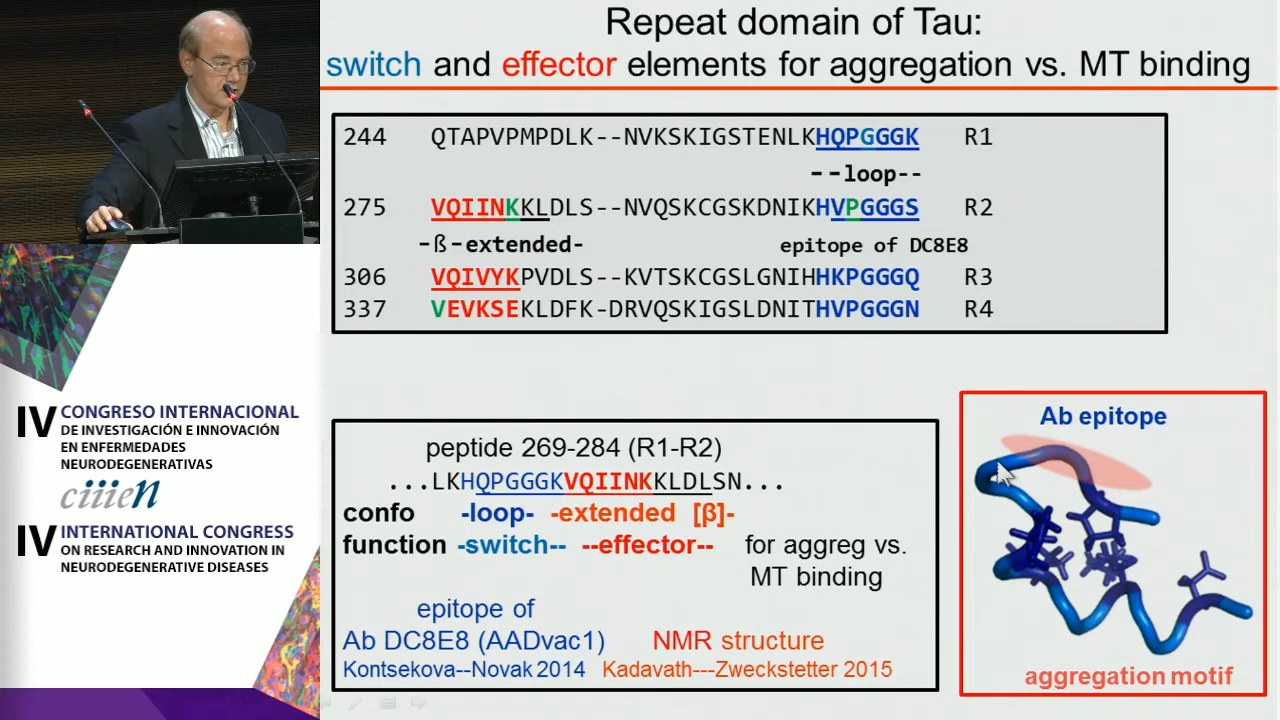 Repeat domain of Tau:
switch and effector elements for aggregation vs. MT binding
244 QTAPVPMPDLK--NVKSKIGSTENLKHQPGGGK R1
--loop--
275 VQIINKKLDLS--NVQSKCGSKDNIKHVPGGGS R2
-ß-extended- epitope of DC8E8
306 VQIVYKPVDLS--KVTSKCGSLGNIHHKPGGGQ R3
337 VEVKSEKLDFK-DRVQSKIGSLDNITHVPGGGN R4
peptide 269-284 (R1-R2)
...LKHQPGGGKVQIINKKLDLSN...
confo -loop- -extended [β]-
function -switch-- --effector-- for aggreg vs.
MT binding
epitope of
Ab DC8E8 (AADvac1) NMR structure
Kontsekova--Novak 2014 Kadavath---Zweckstetter 2015
Ab epitope
aggregation motif
IV CONGRESO INTERNACIONAL
DE INVESTIGACIÓN E INNOVACIÓN
EN ENFERMEDADES
NEURODEGENERATIVAS
ciiien
IV INTERNATIONAL CONGRESS
ON RESEARCH AND INNOVATION IN
NEURODEGENERATIVE DISEASES